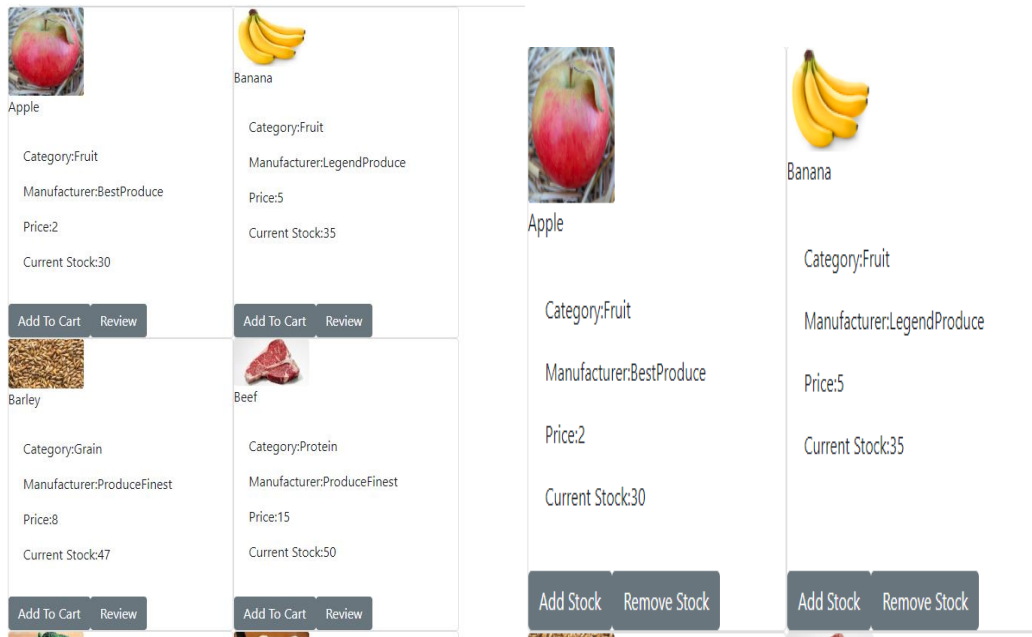 Apple
Category:Fruit
Manufacturer:BestProduce
Price:2
Current Stock:30
Add To Cart Review
Banana
Category:Fruit
Manufacturer:LegendProduce
Price:5
Current Stock:35
Add To Cart Review
Barley
Category:Grain
Manufacturer:ProduceFinest
Price:8
Current Stock:47
Add To Cart Review
Beef
Category:Protein
Manufacturer:ProduceFinest
Price:15
Current Stock:50
Add To Cart Review
Apple
Category:Fruit
Manufacturer:BestProduce
Price:2
Current Stock:30
Add Stock Remove Stock
Banana
Category:Fruit
Manufacturer:LegendProduce
Price:5
Current Stock:35
Add Stock Remove Stock